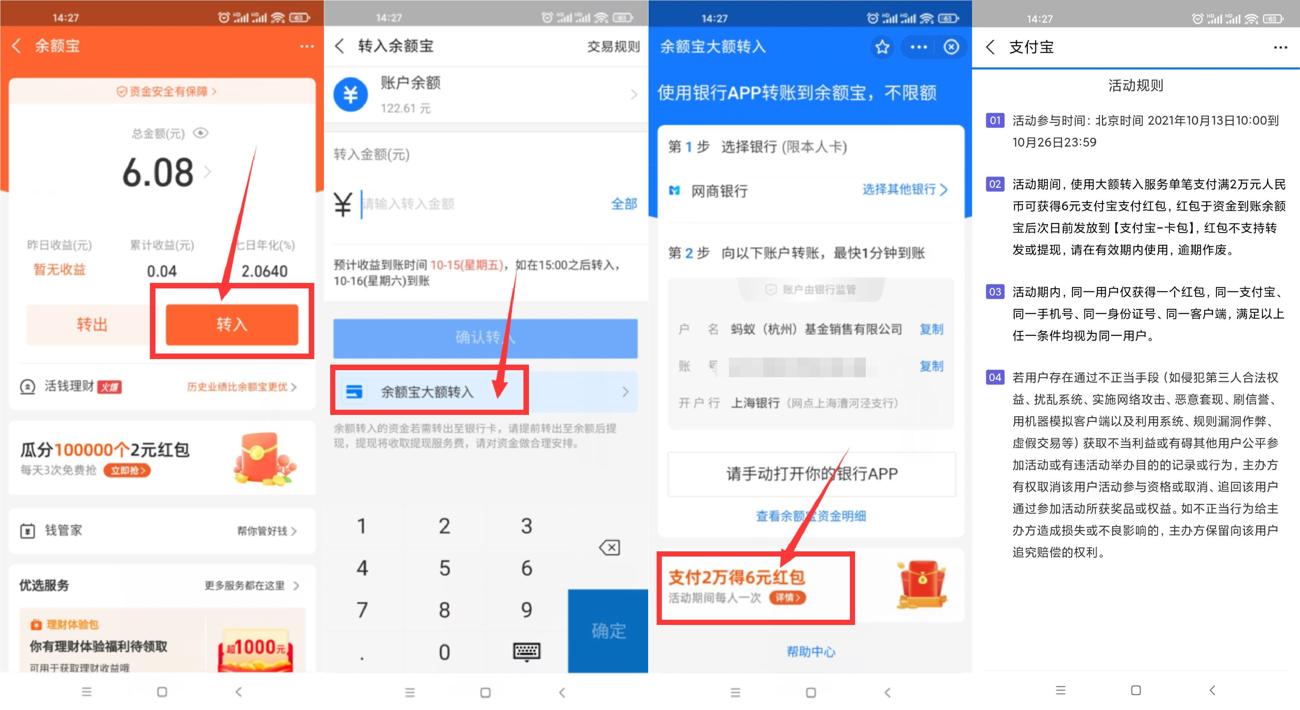 14:27
余额宝
资金安全有保障
总金额(元)
6.08
昨日收益(元)
累计收益(元)
七日年化(%)
暂无收益
0.04
2.0640
转出
转入
活钱理财 火爆
历史业绩比余额宝更优
瓜分100000个2元红包
每天3次免费抢 立即抢
钱管家
帮你管好钱
优选服务
更多服务都在这里
理财体验包
你有理财体验福利待领取
可用于获取理财收益哦
超1000元
14:27
转入余额宝
交易规则
账户余额
122.61 元
转入金额(元)
¥
请输入转入金额
全部
预计收益到账时间 10-15(星期五)，如在15:00之后转入，
10-16(星期六)到账
确认转入
余额宝大额转入
余额转入的资金若需转出至银行卡，请提前转出至余额后提
现，提现将收取提现服务费，请对资金做合理安排。
1
2
3
4
5
6
7
8
9
.
0
确定
14:27
余额宝大额转入
使用银行APP转账到余额宝，不限额
第 1 步 选择银行 (限本人卡)
网商银行
选择其他银行
第 2 步 向以下账户转账，最快1分钟到账
账户由银行监管
户 名 蚂蚁（杭州）基金销售有限公司 复制
账 号
复制
开户行 上海银行（网点上海漕河泾支行）
请手动打开你的银行APP
查看余额宝资金明细
支付2万得6元红包
活动期间每人一次 详情
帮助中心
14:27
支付宝
活动规则
01 活动参与时间：北京时间 2021年10月13日10:00到
10月26日23:59
02 活动期间，使用大额转入服务单笔支付满2万元人民
币可获得6元支付宝支付红包，红包于资金到账余额
宝后次日前发放到【支付宝-卡包】，红包不支持转
发或提现，请在有效期内使用，逾期作废。
03 活动期内，同一用户仅获得一个红包，同一支付宝、
同一手机号、同一身份证号、同一客户端，满足以上
任一条件均视为同一用户。
04 若用户存在通过不正当手段（如侵犯第三人合法权
益、扰乱系统、实施网络攻击、恶意套现、刷信誉、
用机器模拟客户端以及利用系统、规则漏洞作弊、
虚假交易等）获取不当利益或有碍其他用户公平参
加活动或有违活动举办目的的记录或行为，主办方
有权取消该用户活动参与资格或取消、追回该用户
通过参加活动所获奖品或权益。如不正当行为给主
办方造成损失或不良影响的，主办方保留向该用户
追究赔偿的权利。